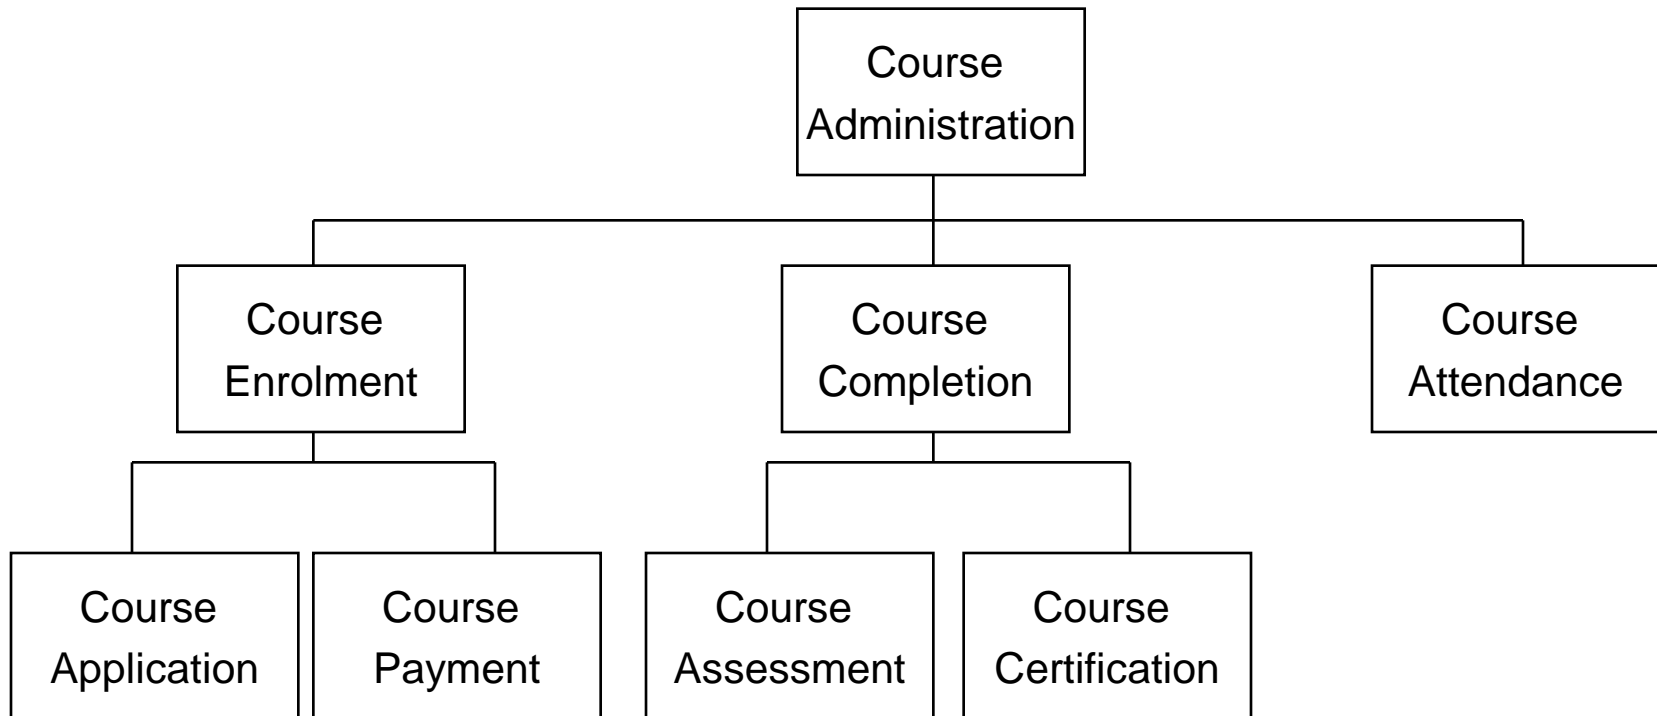 Course
Administration
Course
Enrolment
Course
Completion
Course
Attendance
Course
Application
Course
Payment
Course
Assessment
Course
Certification